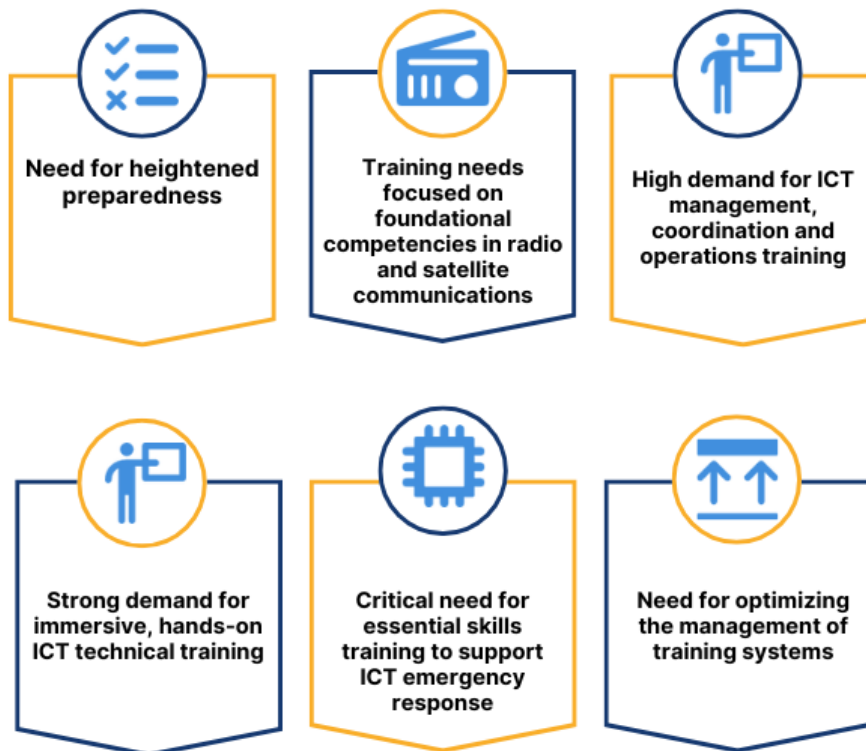 Need for heightened
preparedness
Training needs
focused on
foundational
competencies in radio
and satellite
communications
High demand for ICT
management,
coordination and
operations training
Strong demand for
immersive, hands-on
ICT technical training
Critical need for
essential skills
training to support
ICT emergency
response
Need for optimizing
the management of
training systems